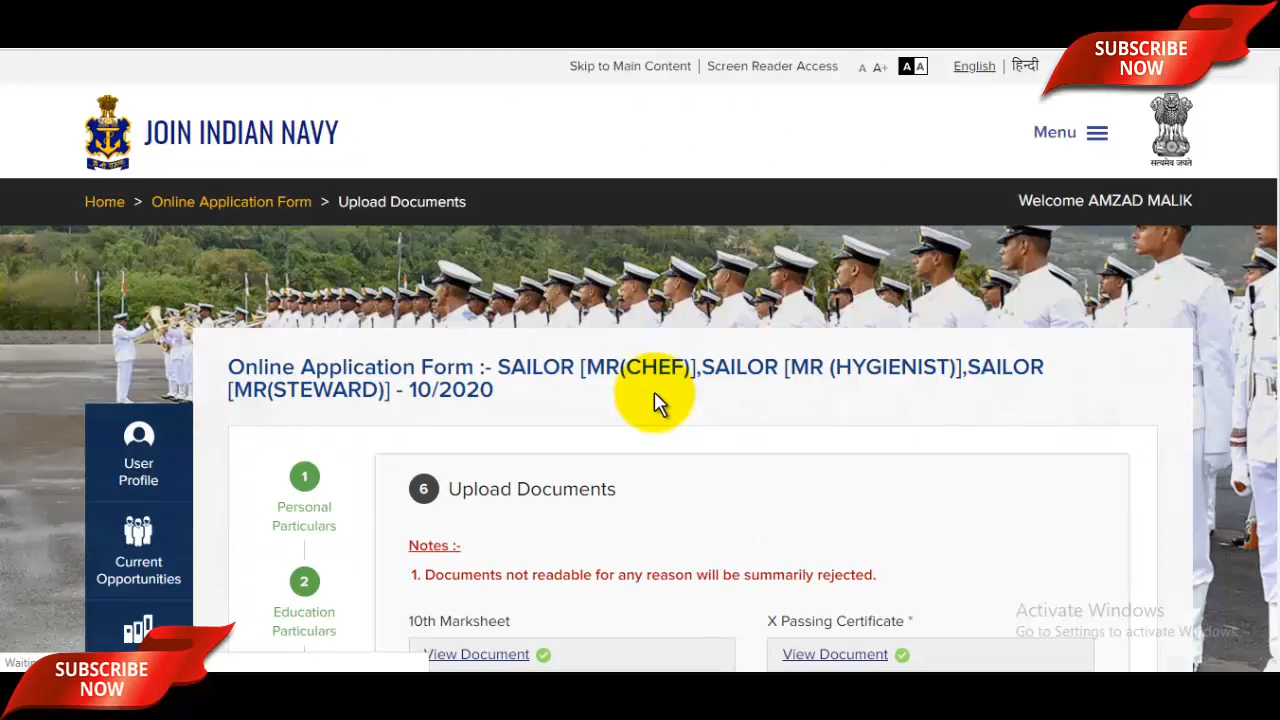 SUBSCRIBE
NOW
Skip to Main Content | Screen Reader Access A A+ A A English | हिन्दी
JOIN INDIAN NAVY
Menu
सत्यमेव जयते
Home > Online Application Form > Upload Documents
Welcome AMZAD MALIK
Online Application Form :- SAILOR [MR(CHEF)],SAILOR [MR (HYGIENIST)],SAILOR
[MR(STEWARD)] - 10/2020
User
Profile
Current
Opportunities
1
Personal
Particulars
2
Education
Particulars
6 Upload Documents
Notes :-
1. Documents not readable for any reason will be summarily rejected.
10th Marksheet
X Passing Certificate *
View Document
View Document
Activate Windows
Go to Settings to activate Windows.
SUBSCRIBE
NOW